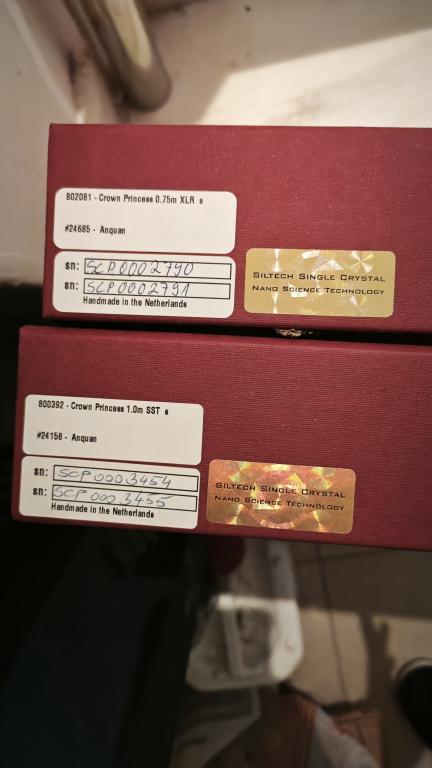 802081 - Crown Princess 0.75m XLR s
#24685 - Anquan
sn: SCP0002790
sn: SCP0002791
Handmade in the Netherlands
SILTECH SINGLE CRYSTAL
NANO SCIENCE TECHNOLOGY
800392 - Crown Princess 1.0m SST s
#24158 - Anquan
sn: SCP0003454
sn: SCP0003455
Handmade in the Netherlands
SILTECH SINGLE CRYSTAL
NANO SCIENCE TECHNOLOGY